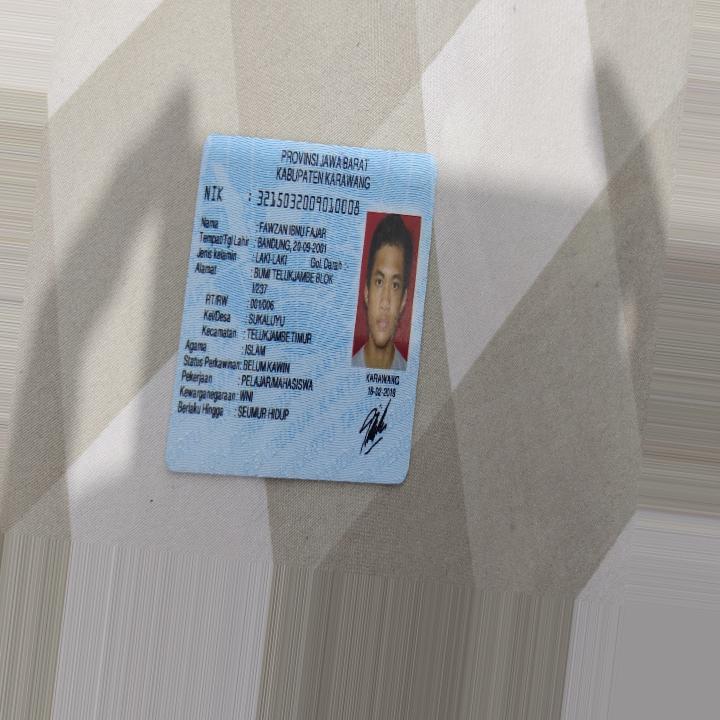 PROVINSI JAWA BARAT
KABUPATEN KARAWANG
NIK : 3215032009010008
Nama : FAWZAN IBNU FAJAR
Tempat/Tgl Lahir : BANDUNG, 20-09-2001
Jenis kelamin : LAKI-LAKI Gol. Darah : -
Alamat : BUMI TELUKJAMBE BLOK
I/297
RT/RW : 001/006
Kel/Desa : SUKALUYU
Kecamatan : TELUKJAMBE TIMUR
Agama : ISLAM
Status Perkawinan: BELUM KAWIN
Pekerjaan : PELAJAR/MAHASISWA
Kewarganegaraan: WNI
Berlaku Hingga : SEUMUR HIDUP
KARAWANG
18-02-2018